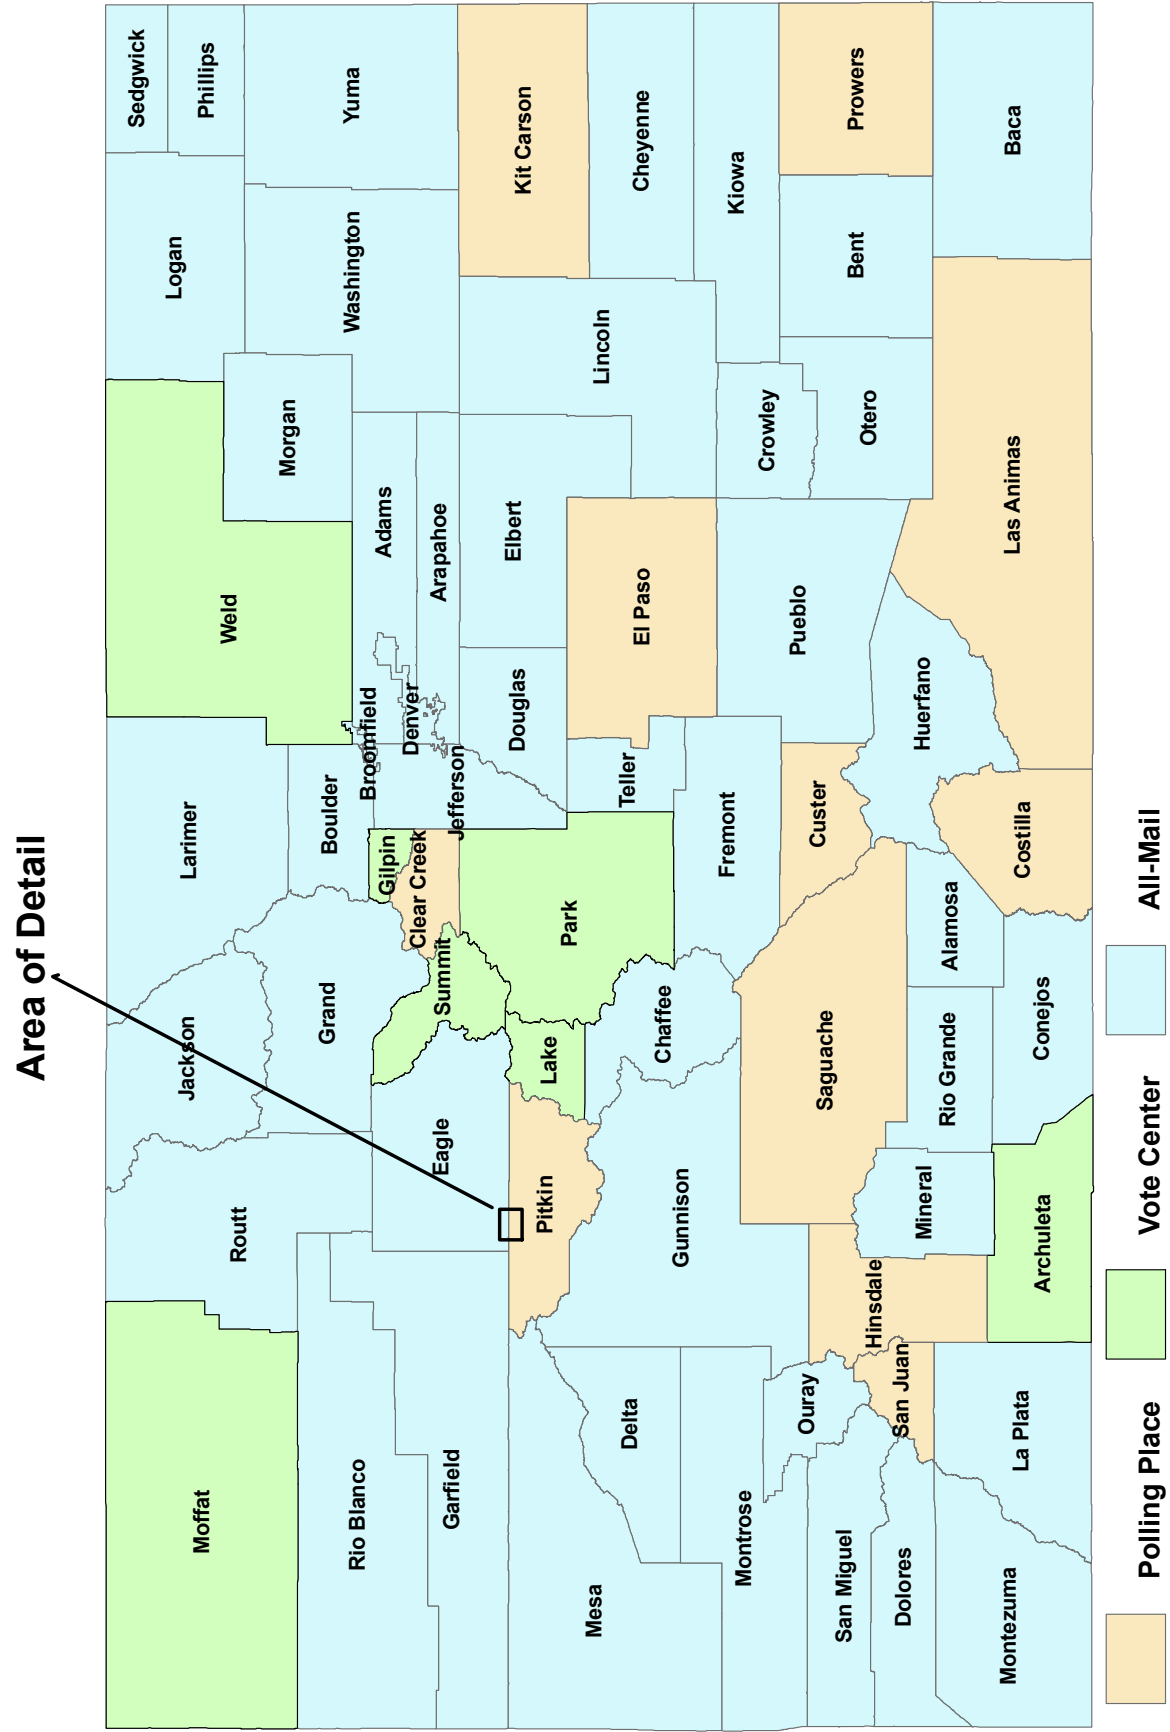 Area of Detail
Moffat
Routt
Jackson
Larimer
Weld
Logan
Sedgwick
Phillips
Morgan
Washington
Yuma
Rio Blanco
Grand
Boulder
Broomfield
Gilpin
Adams
Denver
Arapahoe
Clear Creek
Jefferson
Garfield
Eagle
Summit
Douglas
Elbert
Kit Carson
Lincoln
Mesa
Pitkin
Lake
Park
Teller
El Paso
Cheyenne
Delta
Gunnison
Chaffee
Fremont
Kiowa
Crowley
Montrose
Ouray
Saguache
Custer
Pueblo
Otero
Bent
Prowers
San Miguel
Hinsdale
San Juan
Dolores
Mineral
Rio Grande
Alamosa
Huerfano
Montezuma
La Plata
Archuleta
Conejos
Costilla
Las Animas
Baca
Polling Place
Vote Center
All-Mail